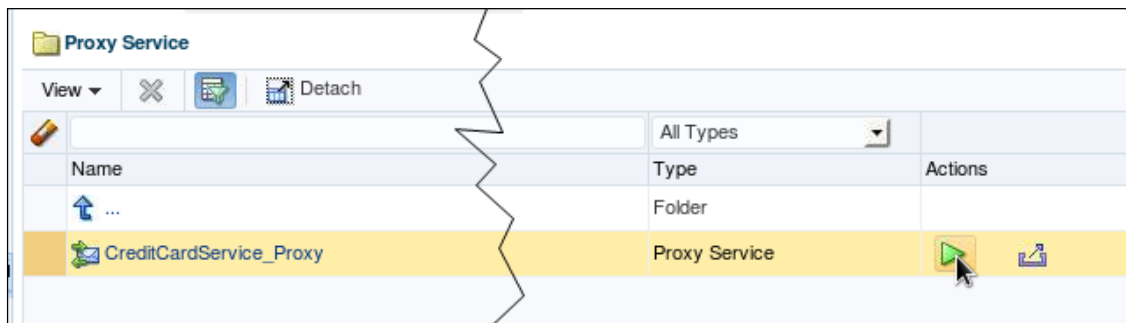 Proxy Service
View Detach
All Types
Name Type Actions
... Folder
CreditCardService_Proxy Proxy Service